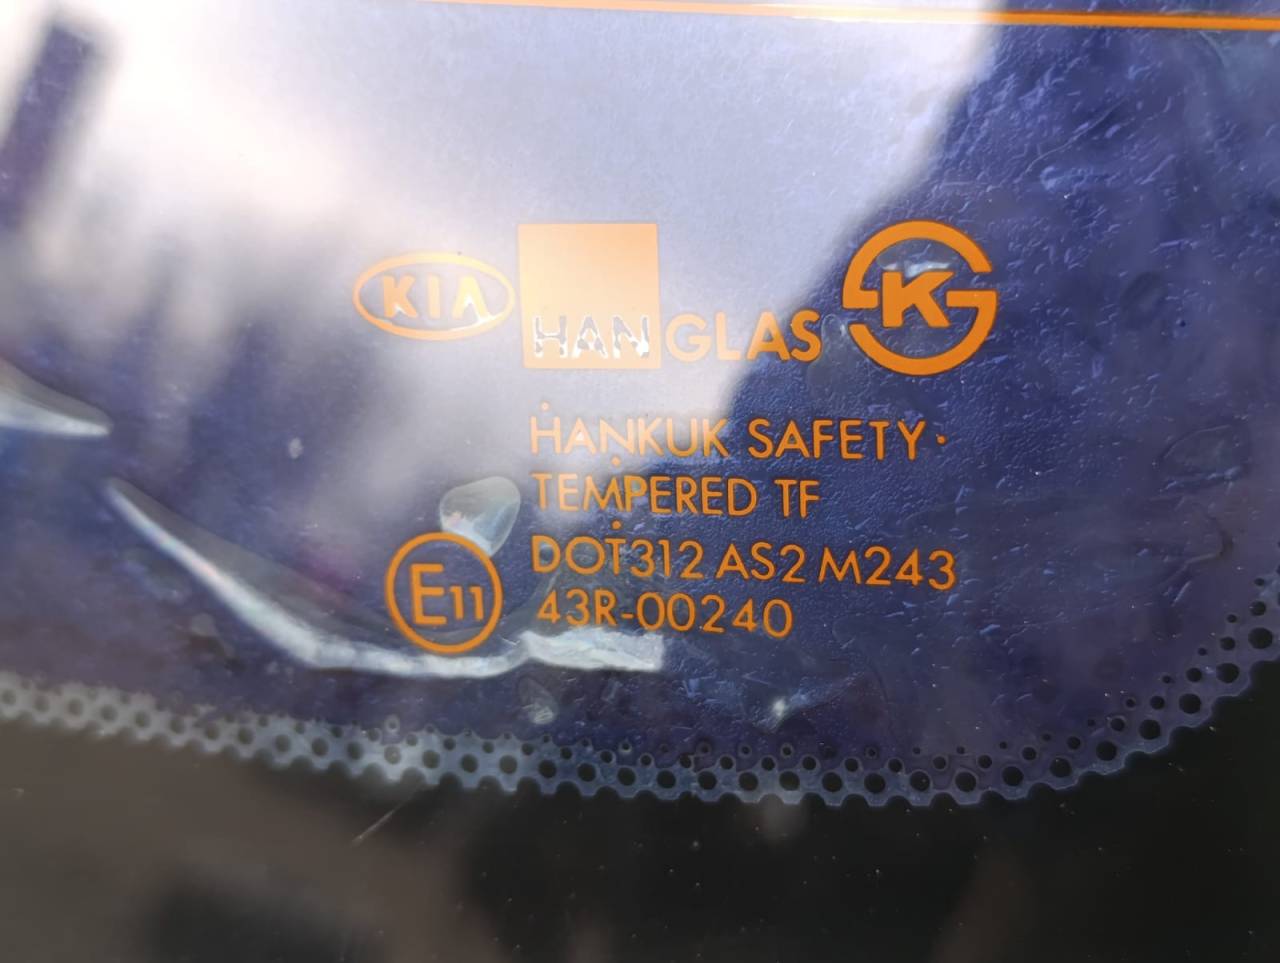 KIA HANGLAS K
HANKUK SAFETY
TEMPERED TF
DOT312 AS2 M243
E11 43R-00240